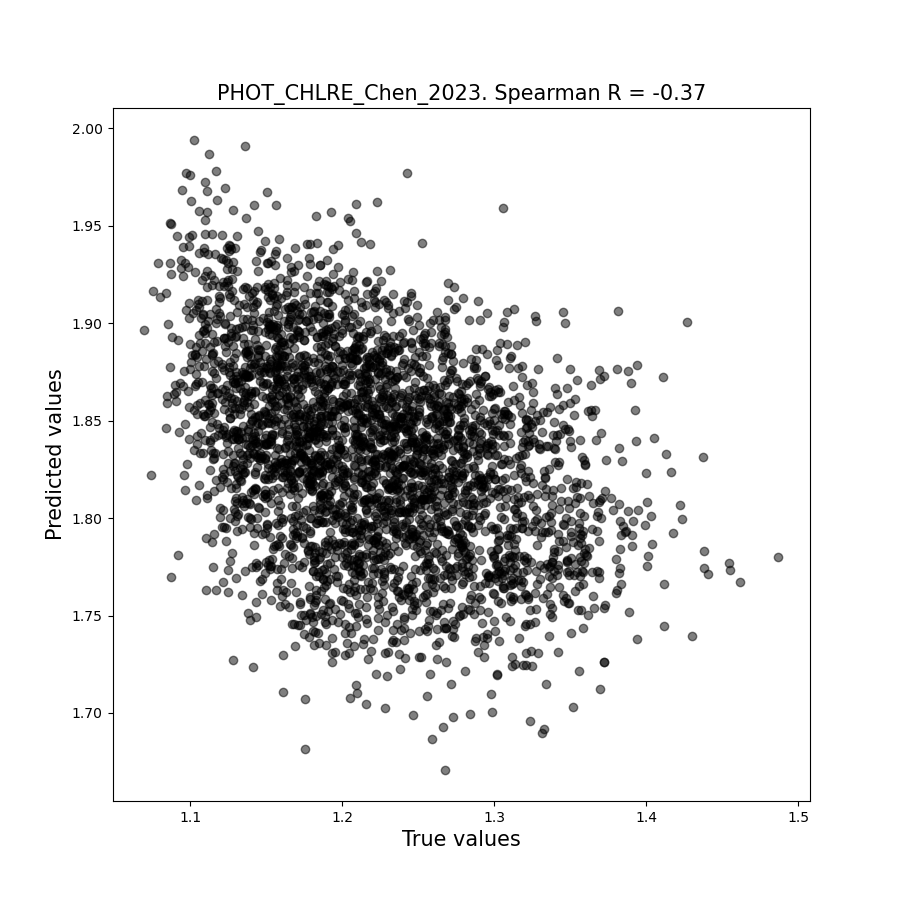 PHOT_CHLRE_Chen_2023. Spearman R = -0.37
2.00
1.95
1.90
1.85
1.80
1.75
1.70
Predicted values
1.1 1.2 1.3 1.4 1.5
True values